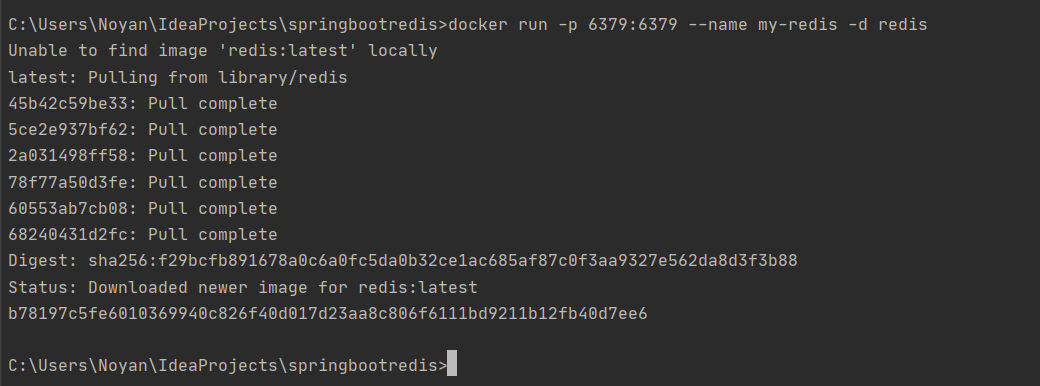 C:\Users\Noyan\IdeaProjects\springbootredis>docker run -p 6379:6379 --name my-redis -d redis
Unable to find image 'redis:latest' locally
latest: Pulling from library/redis
45b42c59be33: Pull complete
5ce2e937bf62: Pull complete
2a031498ff58: Pull complete
78f77a50d3fe: Pull complete
60553ab7cb08: Pull complete
68240431d2fc: Pull complete
Digest: sha256:f29bcfb891678a0c6a0fc5da0b32ce1ac685af87c0f3aa9327e562da8d3f3b88
Status: Downloaded newer image for redis:latest
b78197c5fe6010369940c826f40d017d23aa8c806f6111bd9211b12fb40d7ee6
C:\Users\Noyan\IdeaProjects\springbootredis>